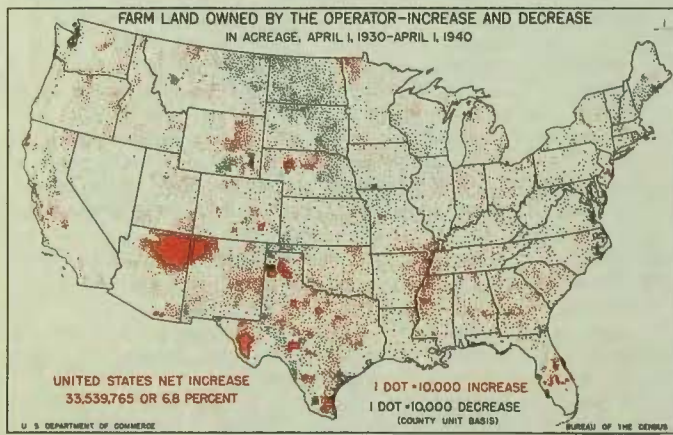 FARM LAND OWNED BY THE OPERATOR—INCREASE AND DECREASE
IN ACREAGE, APRIL 1, 1930—APRIL 1, 1940
UNITED STATES NET INCREASE
33,539,765 OR 6.8 PERCENT
1 DOT = 10,000 INCREASE
1 DOT = 10,000 DECREASE
(COUNTY UNIT BASIS)
U S DEPARTMENT OF COMMERCE
BUREAU OF THE CENSUS